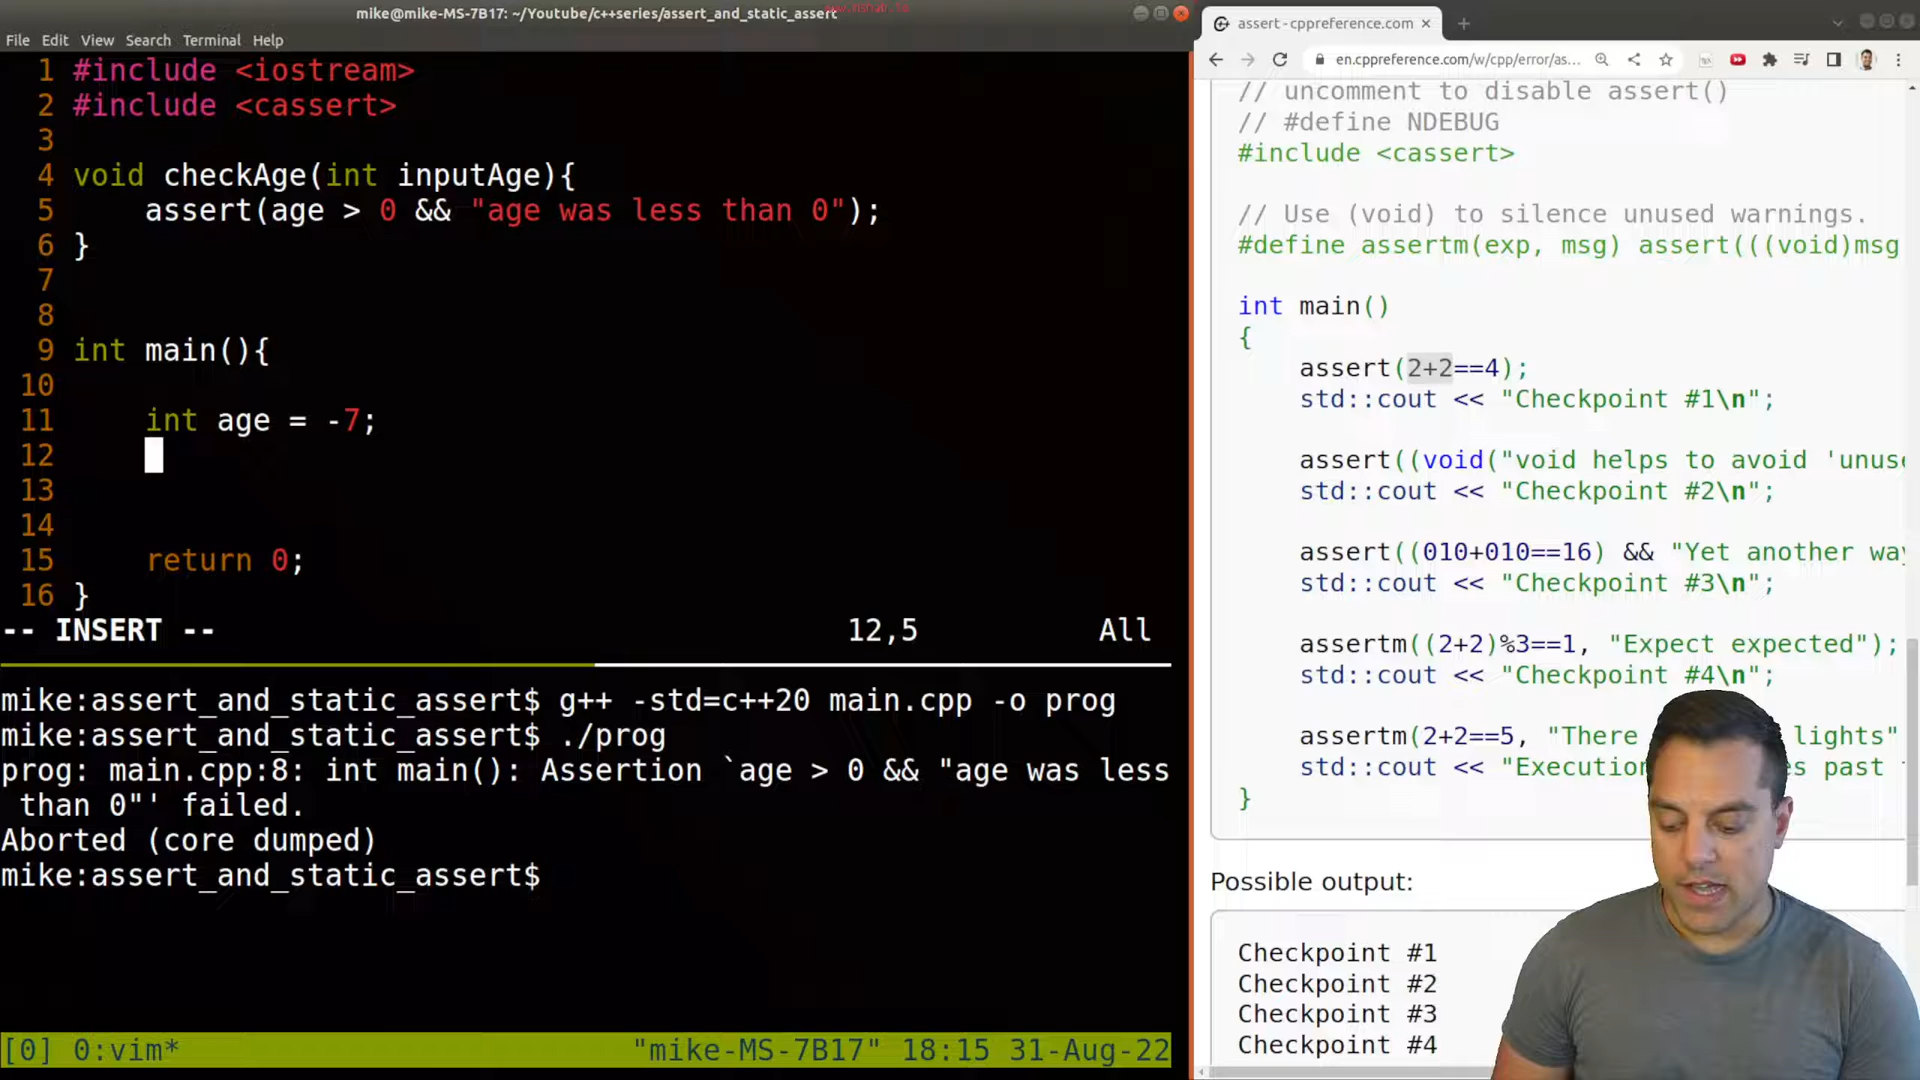 mike@mike-MS-7B17: ~/Youtube/c++series/assert_and_static_assert
File Edit View Search Terminal Help
1 #include <iostream>
2 #include <cassert>
3
4 void checkAge(int inputAge){
5     assert(age > 0 && "age was less than 0");
6 }
7
8
9 int main(){
10
11     int age = -7;
12
13
14
15     return 0;
16 }
-- INSERT -- 12,5 All
mike:assert_and_static_assert$ g++ -std=c++20 main.cpp -o prog
mike:assert_and_static_assert$ ./prog
prog: main.cpp:8: int main(): Assertion `age > 0 && "age was less
 than 0"' failed.
Aborted (core dumped)
mike:assert_and_static_assert$
[0] 0:vim* "mike-MS-7B17" 18:15 31-Aug-22
assert - cppreference.com
en.cppreference.com/w/cpp/error/as...
// uncomment to disable assert()
// #define NDEBUG
#include <cassert>
// Use (void) to silence unused warnings.
#define assertm(exp, msg) assert(((void)msg
int main()
{
    assert(2+2==4);
    std::cout << "Checkpoint #1\n";
    assert((void("void helps to avoid 'unuse
    std::cout << "Checkpoint #2\n";
    assert((010+010==16) && "Yet another way
    std::cout << "Checkpoint #3\n";
    assertm((2+2)%3==1, "Expect expected");
    std::cout << "Checkpoint #4\n";
    assertm(2+2==5, "There lights"
    std::cout << "Execution past
}
Possible output:
Checkpoint #1
Checkpoint #2
Checkpoint #3
Checkpoint #4